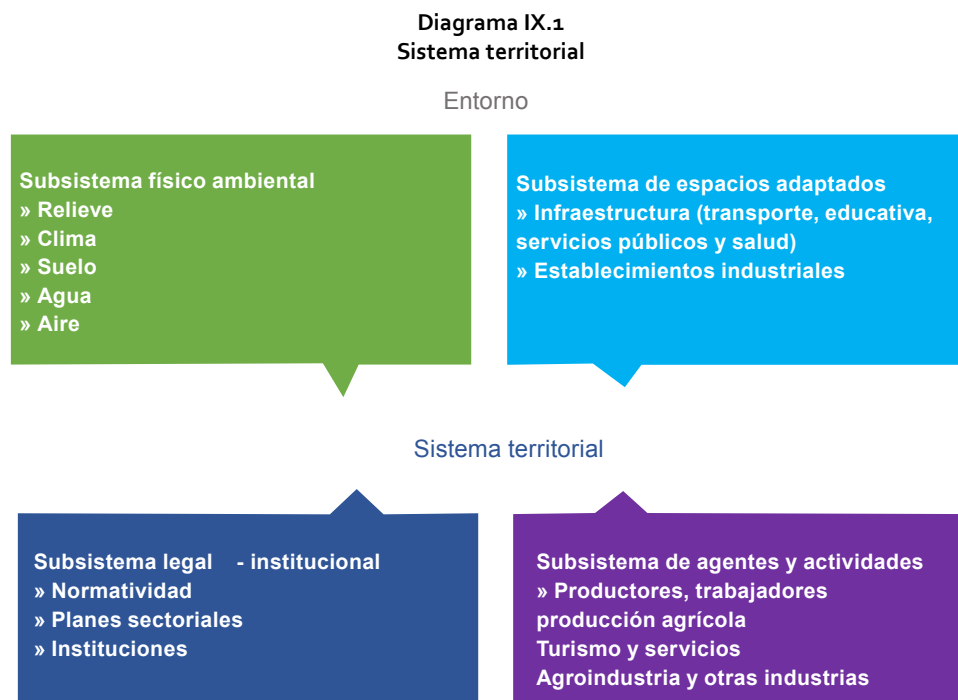 Diagrama IX.1
Sistema territorial
Entorno
Subsistema físico ambiental
» Relieve
» Clima
» Suelo
» Agua
» Aire
Subsistema de espacios adaptados
» Infraestructura (transporte, educativa,
servicios públicos y salud)
» Establecimientos industriales
Sistema territorial
Subsistema legal - institucional
» Normatividad
» Planes sectoriales
» Instituciones
Subsistema de agentes y actividades
» Productores, trabajadores
producción agrícola
Turismo y servicios
Agroindustria y otras industrias